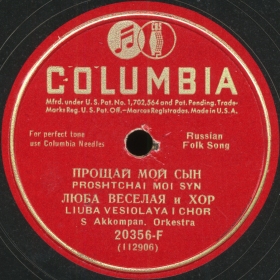 COLUMBIA
Mfrd. under U.S. Pat. No. 1,702,564 and Pat. Pending. Trade-
Marks Reg. U.S. Pat. Off.-Marcas Registradas. Made in U.S.A.
For perfect tone
use Columbia Needles
Russian
Folk Song
ПРОЩАЙ МОЙ СЫН
PROSHTCHAI MOI SYN
ЛЮБА ВЕСЕЛАЯ и ХОР
LIUBA VESIOLAYA I CHOR
S Akkompan. Orkestra
20356-F
(112906)